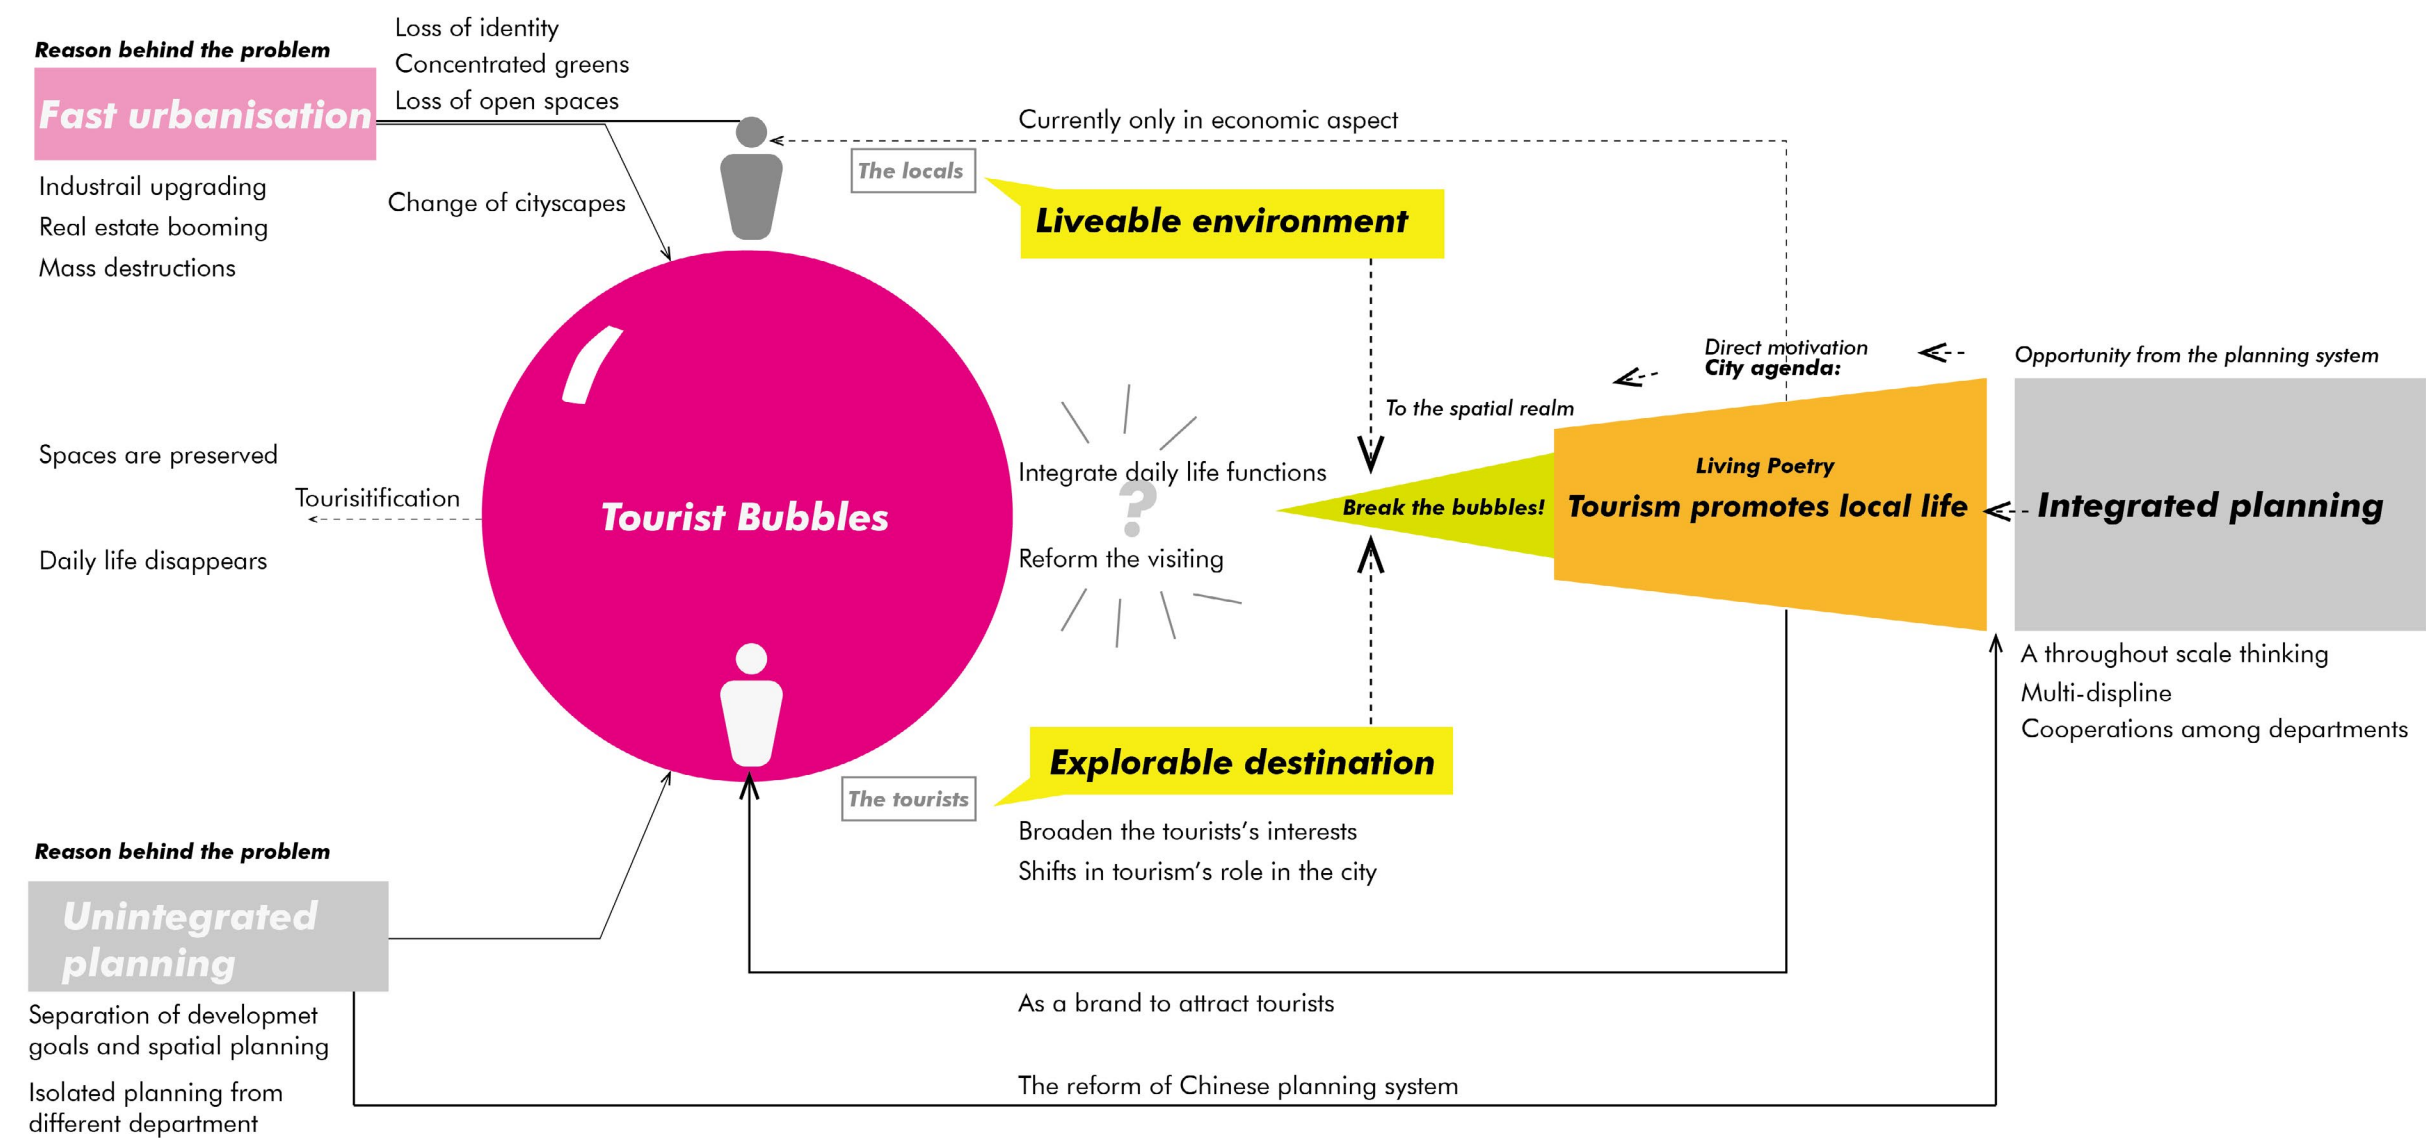 Reason behind the problem
Fast urbanisation
Industrail upgrading
Real estate booming
Mass destructions
Loss of identity
Concentrated greens
Loss of open spaces
Change of cityscapes
Currently only in economic aspect
The locals
Liveable environment
Spaces are preserved
Tourisitification
Daily life disappears
Tourist Bubbles
Integrate daily life functions
?
Reform the visiting
To the spatial realm
Break the bubbles!
Direct motivation
City agenda:
Living Poetry
Tourism promotes local life
Opportunity from the planning system
Integrated planning
A throughout scale thinking
Multi-displine
Cooperations among departments
The tourists
Explorable destination
Broaden the tourists's interests
Shifts in tourism's role in the city
Reason behind the problem
Unintegrated
planning
Separation of developmet
goals and spatial planning
Isolated planning from
different department
As a brand to attract tourists
The reform of Chinese planning system